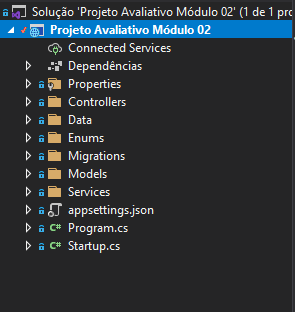 Solução 'Projeto Avaliativo Módulo 02' (1 de 1 pro
Projeto Avaliativo Módulo 02
Connected Services
Dependências
Properties
Controllers
Data
Enums
Migrations
Models
Services
appsettings.json
C# Program.cs
C# Startup.cs